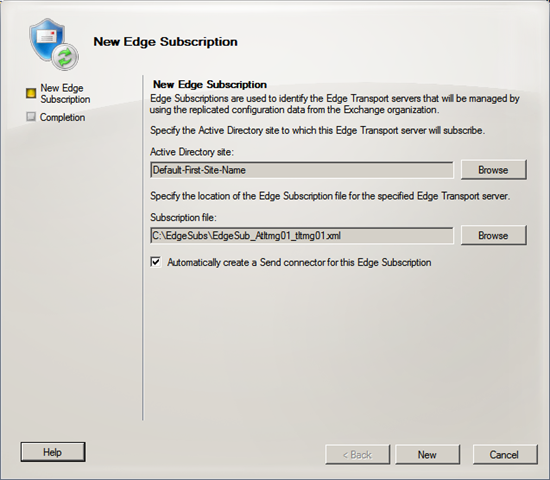 New Edge Subscription
New Edge
Subscription
Completion
New Edge Subscription
Edge Subscriptions are used to identify the Edge Transport servers that will be managed by
using the replicated configuration data from the Exchange organization.
Specify the Active Directory site to which this Edge Transport server will subscribe.
Active Directory site:
Default-First-Site-Name
Browse
Specify the location of the Edge Subscription file for the specified Edge Transport server.
Subscription file:
C:\EdgeSubs\EdgeSub_Atltmg01_tltmg01.xml
Browse
Automatically create a Send connector for this Edge Subscription
Help
< Back
New
Cancel